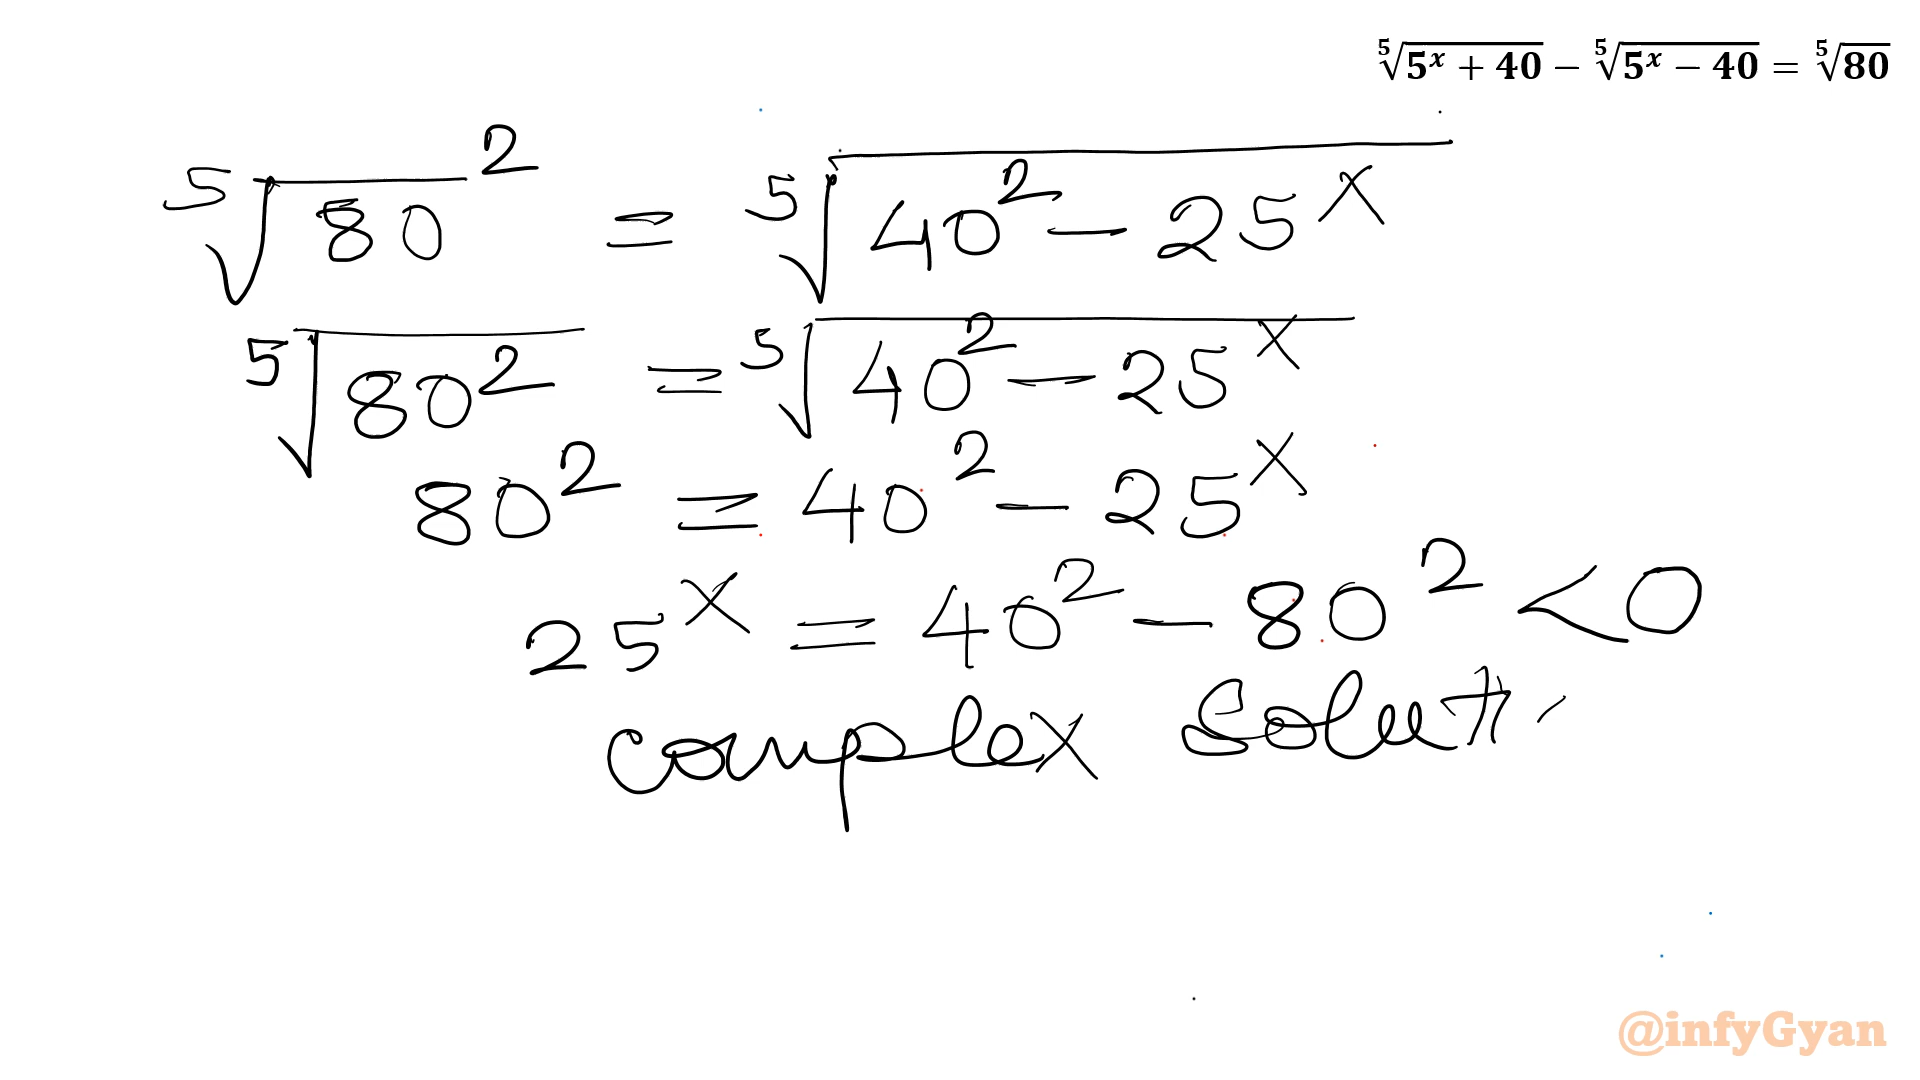 ⁵√(5ˣ + 40) − ⁵√(5ˣ − 40) = ⁵√80
⁵√80² = ⁵√(40² − 25ˣ)
⁵√(80²) = ⁵√(40² − 25ˣ)
80² = 40² − 25ˣ
25ˣ = 40² − 80² < 0
complex
@infyGyan